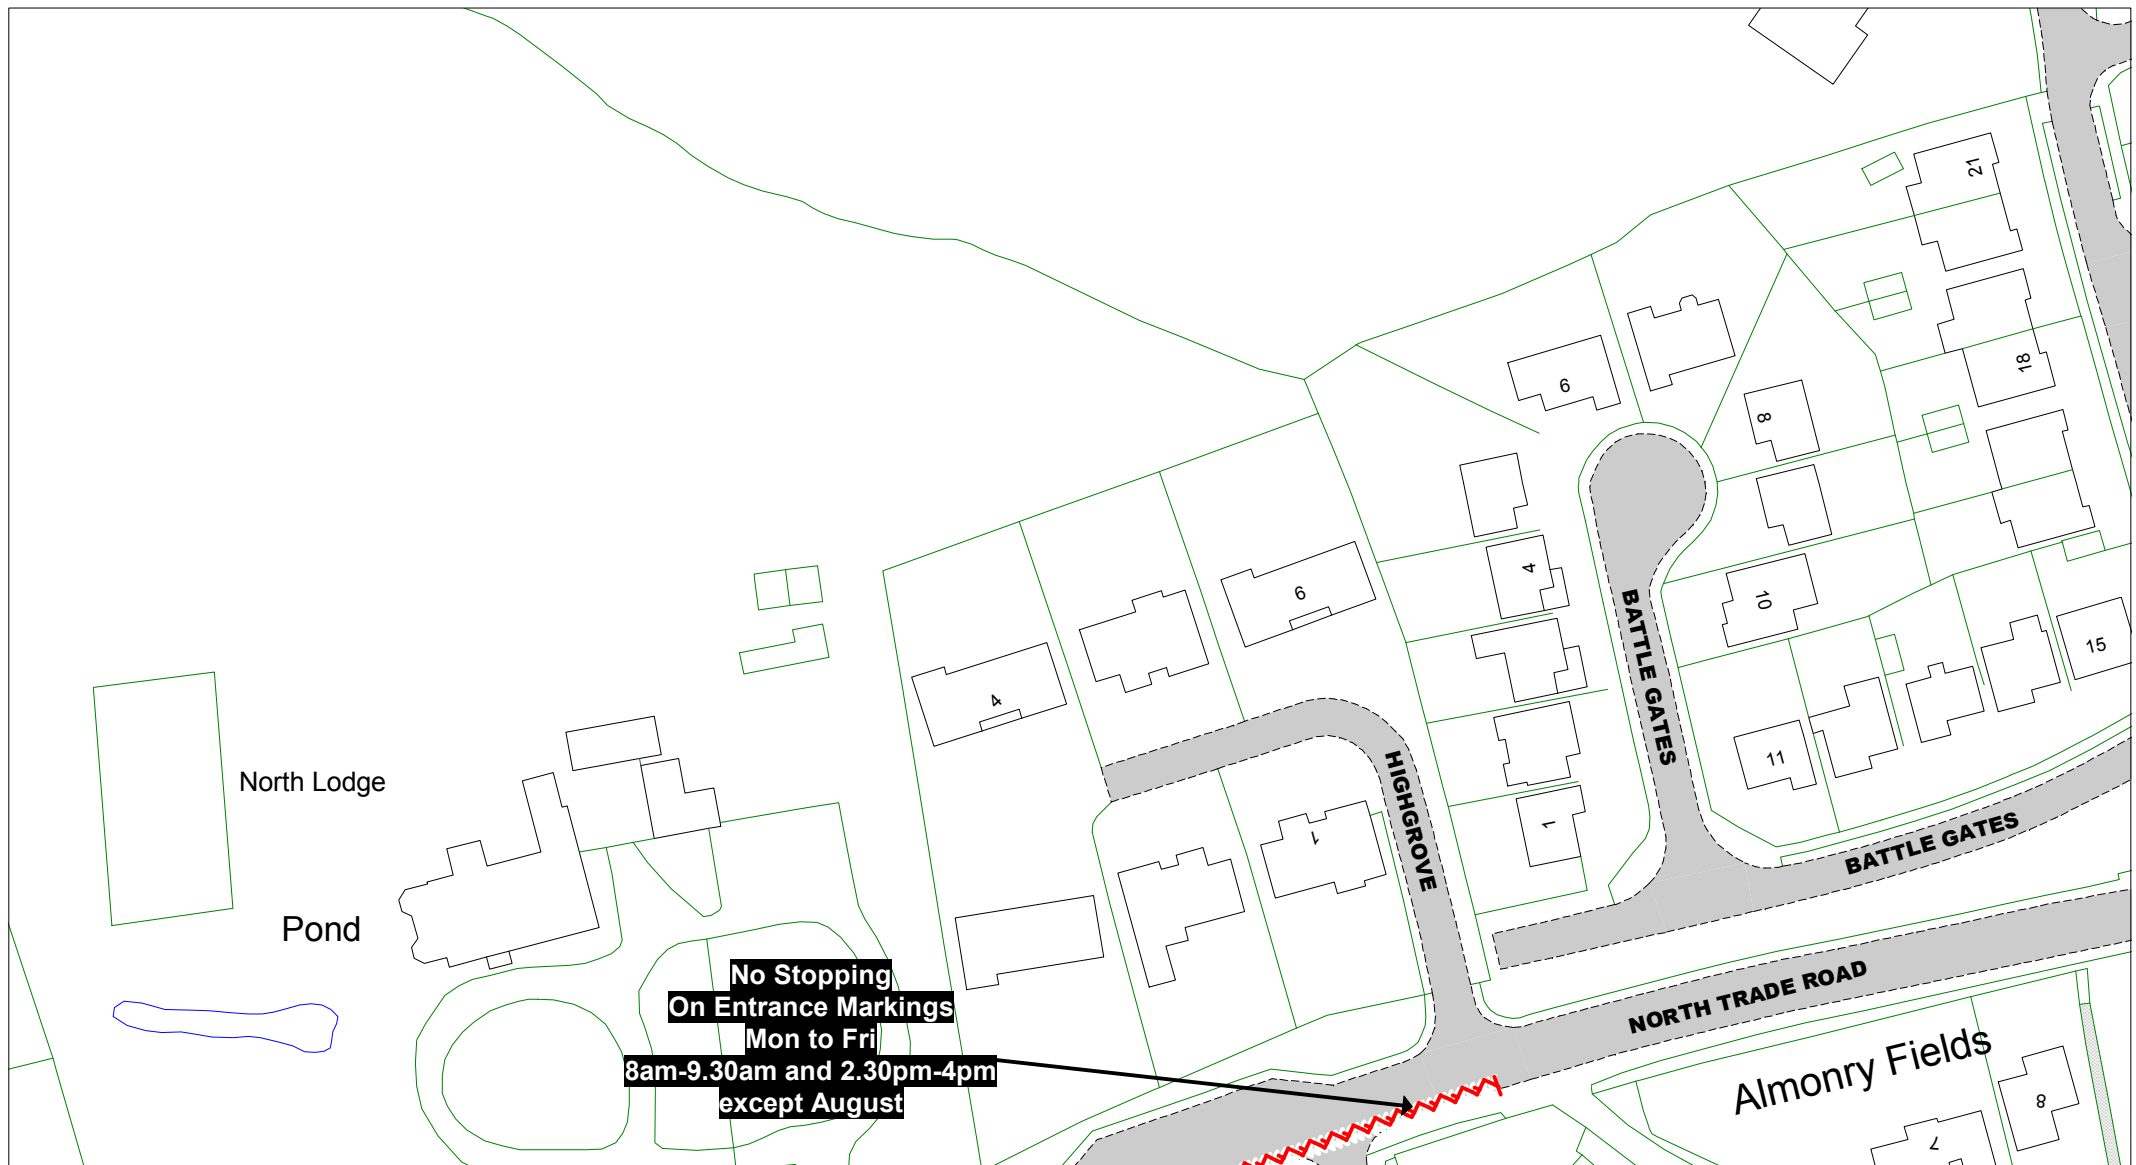 21
18
6
8
4
BATTLE GATES
10
15
6
4
11
North Lodge
HIGHGROVE
1
1
BATTLE GATES
Pond
No Stopping
On Entrance Markings
Mon to Fri
8am-9.30am and 2.30pm-4pm
except August
NORTH TRADE ROAD
Almonry Fields
8
7